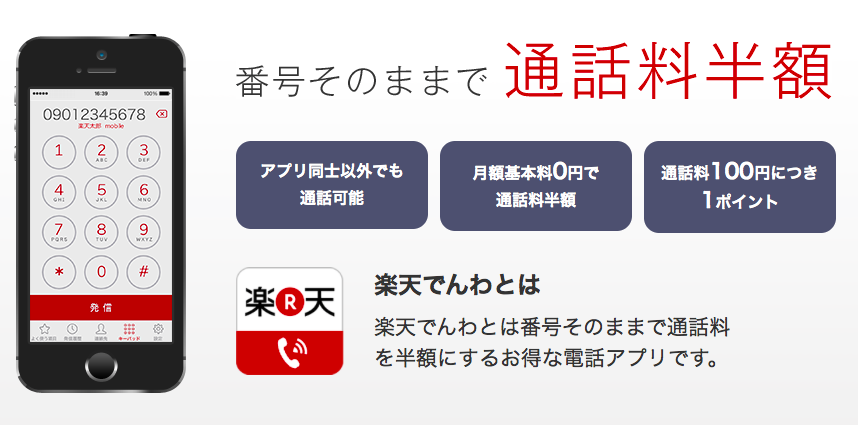 16:39
100%
09012345678
楽天太郎 mobile
1
2
ABC
3
DEF
4
GHI
5
JKL
6
MNO
7
PQRS
8
TUV
9
WXYZ
*
0
#
発信
よく使う項目
発着履歴
連絡先
キーパッド
設定
番号そのままで 通話料半額
アプリ同士以外でも
通話可能
月額基本料0円で
通話料半額
通話料100円につき
1ポイント
楽R天
楽天でんわとは
楽天でんわとは番号そのままで通話料
を半額にするお得な電話アプリです。